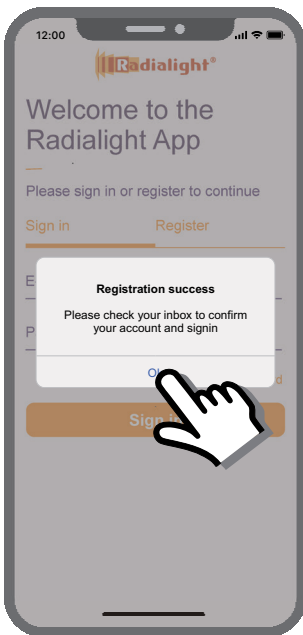 12:00
Radialight®
Welcome to the
Radialight App
Please sign in or register to continue
Sign in Register
E
Registration success
Please check your inbox to confirm
your account and signin
P
d
Sign